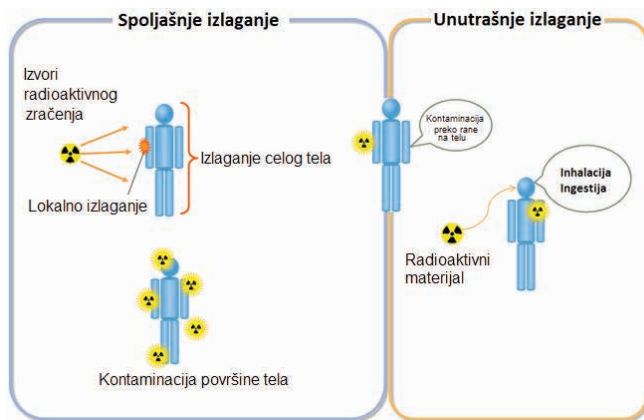 Spoljašnje izlaganje
Izvori
radioaktivnog
zračenja
Izlaganje celog tela
Lokalno izlaganje
Kontaminacija površine tela
Unutrašnje izlaganje
Kontaminacija
preko rane
na telu
Inhalacija
Ingestija
Radioaktivni
materijal